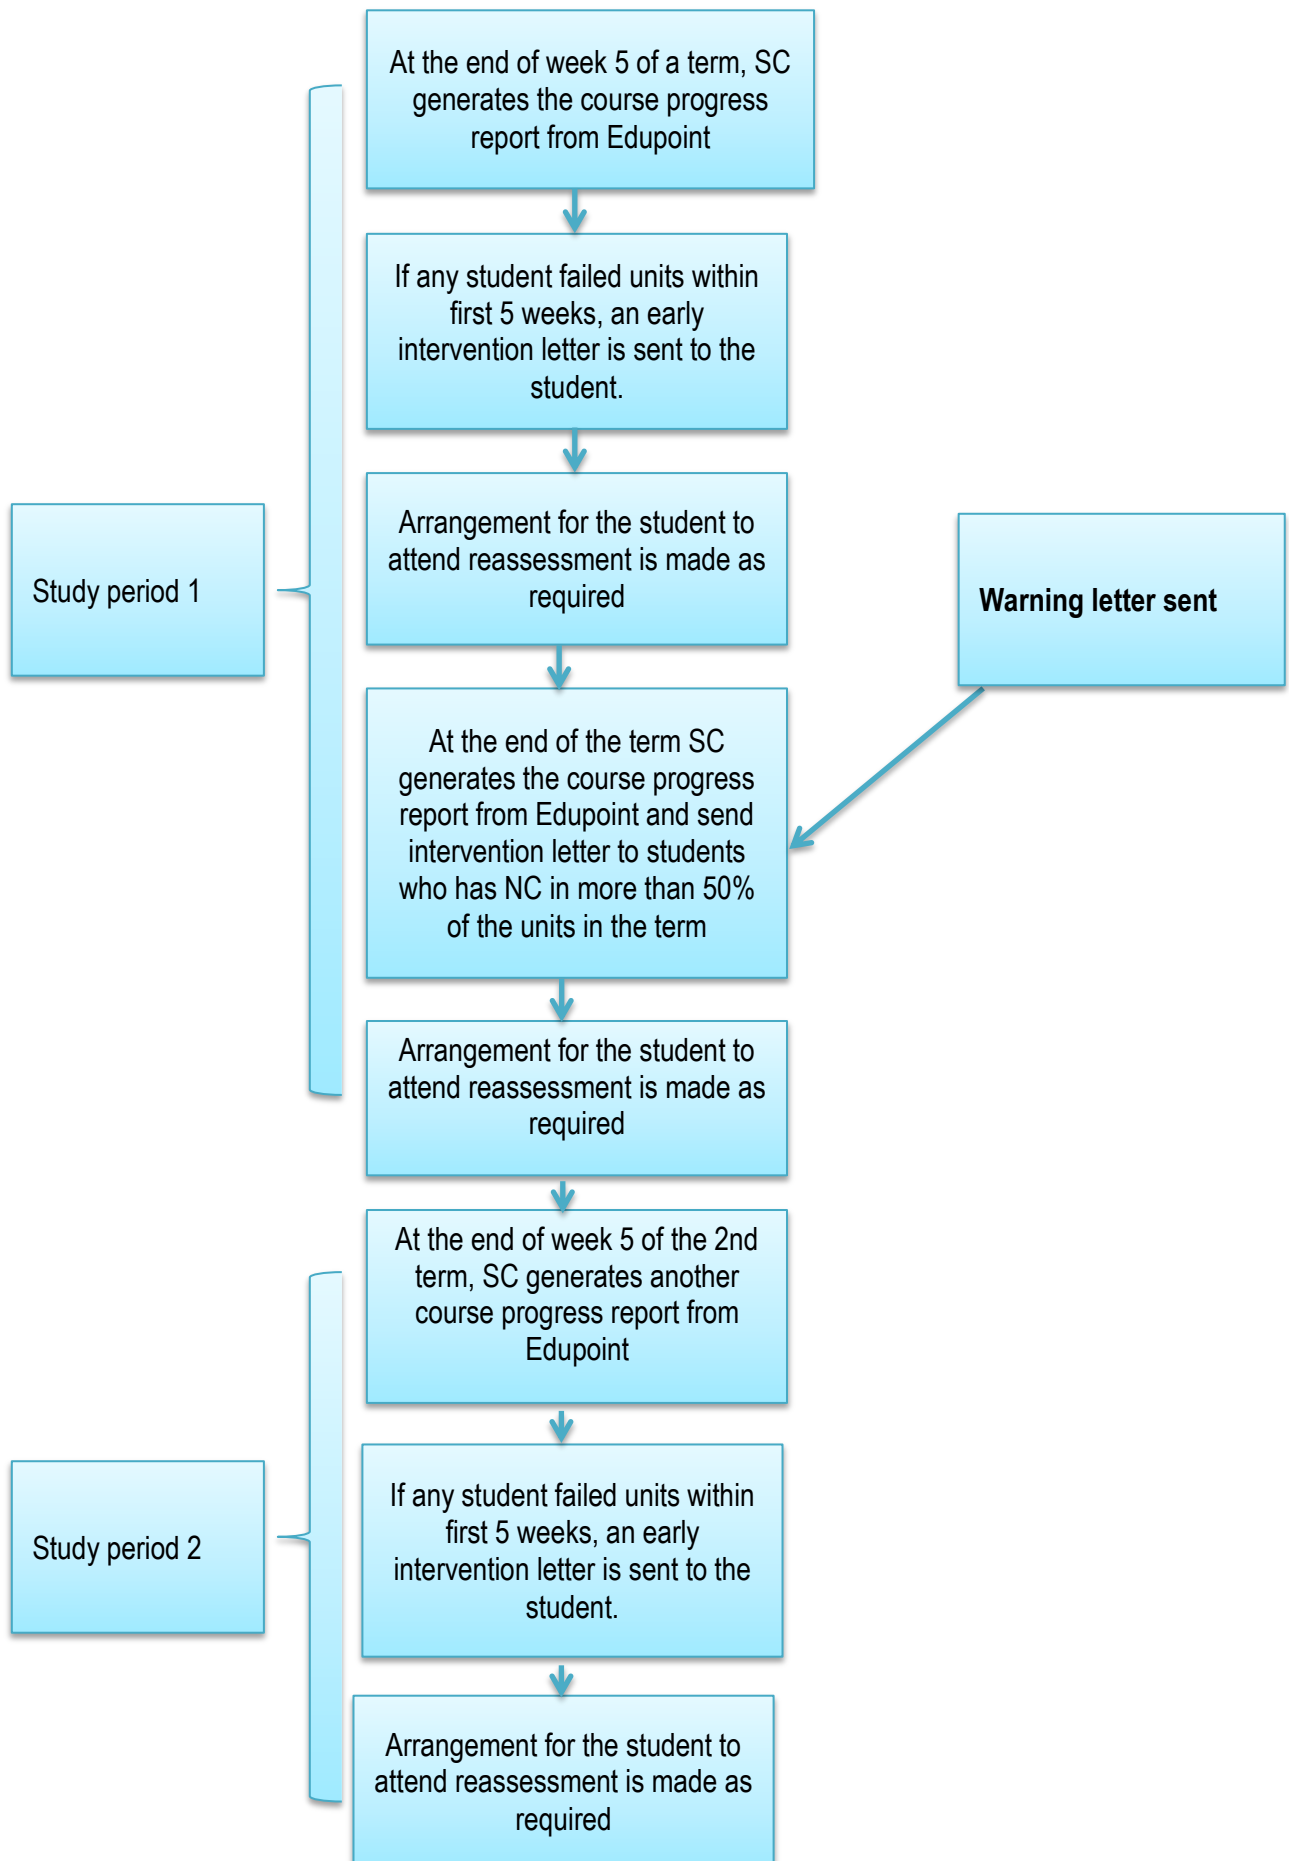 At the end of week 5 of a term, SC
generates the course progress
report from Edupoint
If any student failed units within
first 5 weeks, an early
intervention letter is sent to the
student.
Study period 1
Arrangement for the student to
attend reassessment is made as
required
Warning letter sent
At the end of the term SC
generates the course progress
report from Edupoint and send
intervention letter to students
who has NC in more than 50%
of the units in the term
Arrangement for the student to
attend reassessment is made as
required
At the end of week 5 of the 2nd
term, SC generates another
course progress report from
Edupoint
Study period 2
If any student failed units within
first 5 weeks, an early
intervention letter is sent to the
student.
Arrangement for the student to
attend reassessment is made as
required